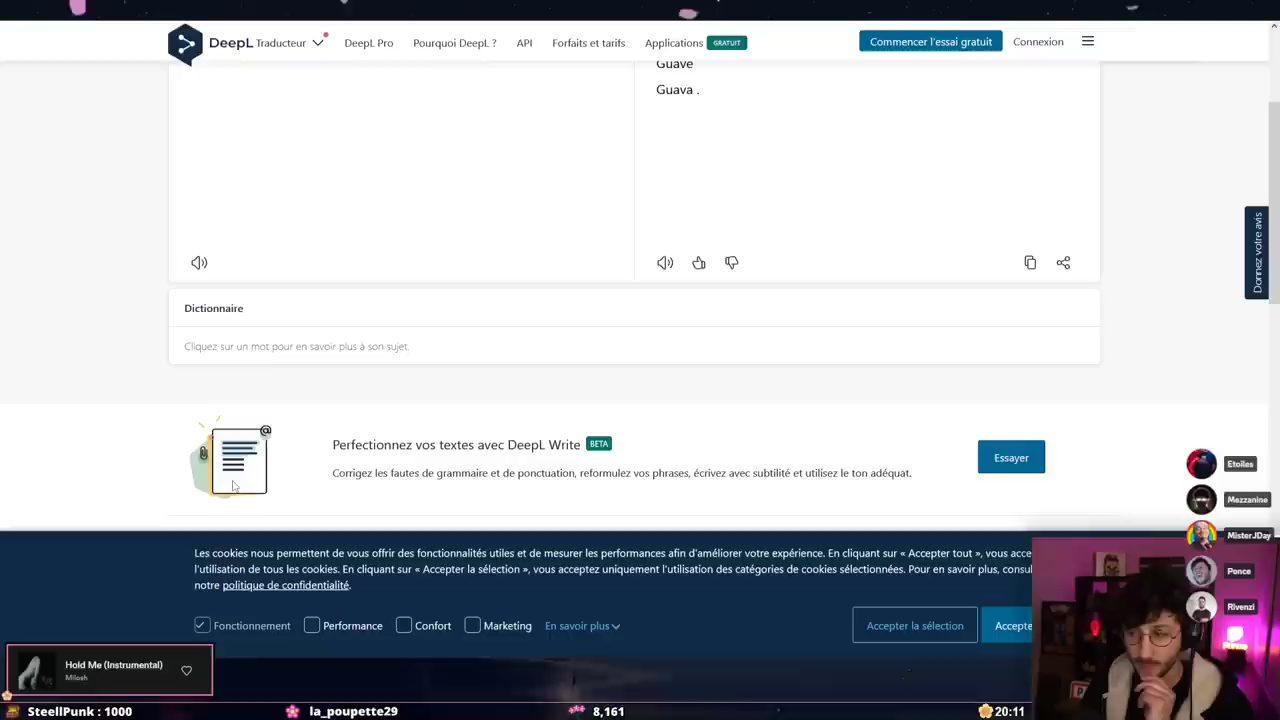 DeepL Traducteur DeepL Pro Pourquoi DeepL ? API Forfaits et tarifs Applications GRATUIT Commencer l'essai gratuit Connexion
Guave
Guava .
Donnez votre avis
Dictionnaire
Cliquez sur un mot pour en savoir plus à son sujet.
Perfectionnez vos textes avec DeepL Write BETA
Corrigez les fautes de grammaire et de ponctuation, reformulez vos phrases, écrivez avec subtilité et utilisez le ton adéquat.
Essayer
Etoiles
Mezzanine
MisterJDay
Ponce
Rivenzi
Les cookies nous permettent de vous offrir des fonctionnalités utiles et de mesurer les performances afin d'améliorer votre expérience. En cliquant sur « Accepter tout », vous acce
l'utilisation de tous les cookies. En cliquant sur « Accepter la sélection », vous acceptez uniquement l'utilisation des catégories de cookies sélectionnées. Pour en savoir plus, consu
notre politique de confidentialité.
Fonctionnement Performance Confort Marketing En savoir plus Accepter la sélection Accepte
Hold Me (Instrumental)
Milosh
SteellPunk : 1000 la_poupette29 8,161 20:11